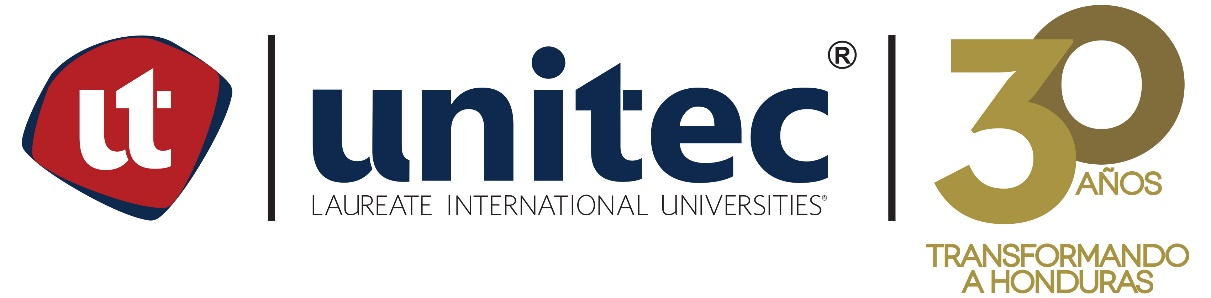 ut
unitec®
LAUREATE INTERNATIONAL UNIVERSITIES®
30
AÑOS
TRANSFORMANDO
A HONDURAS